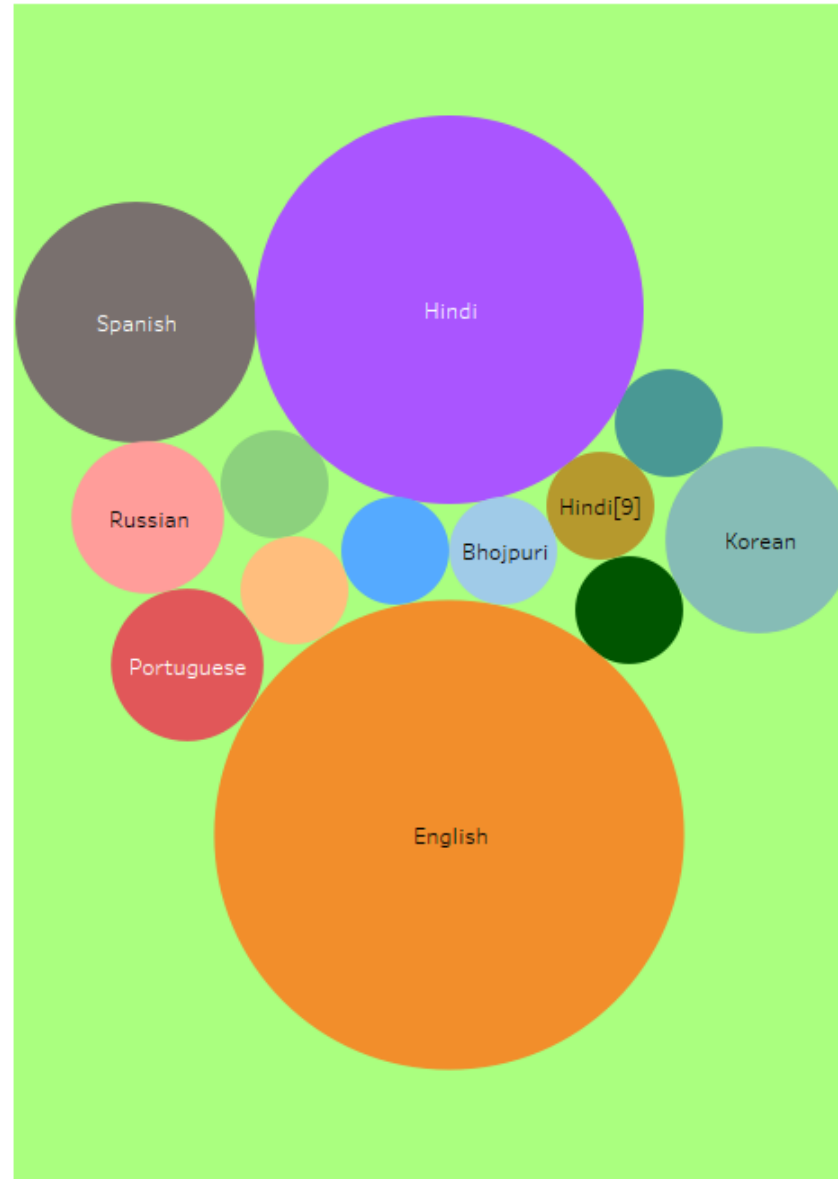 Hindi
Spanish
Hindi[9]
Russian
Korean
Bhojpuri
Portuguese
English